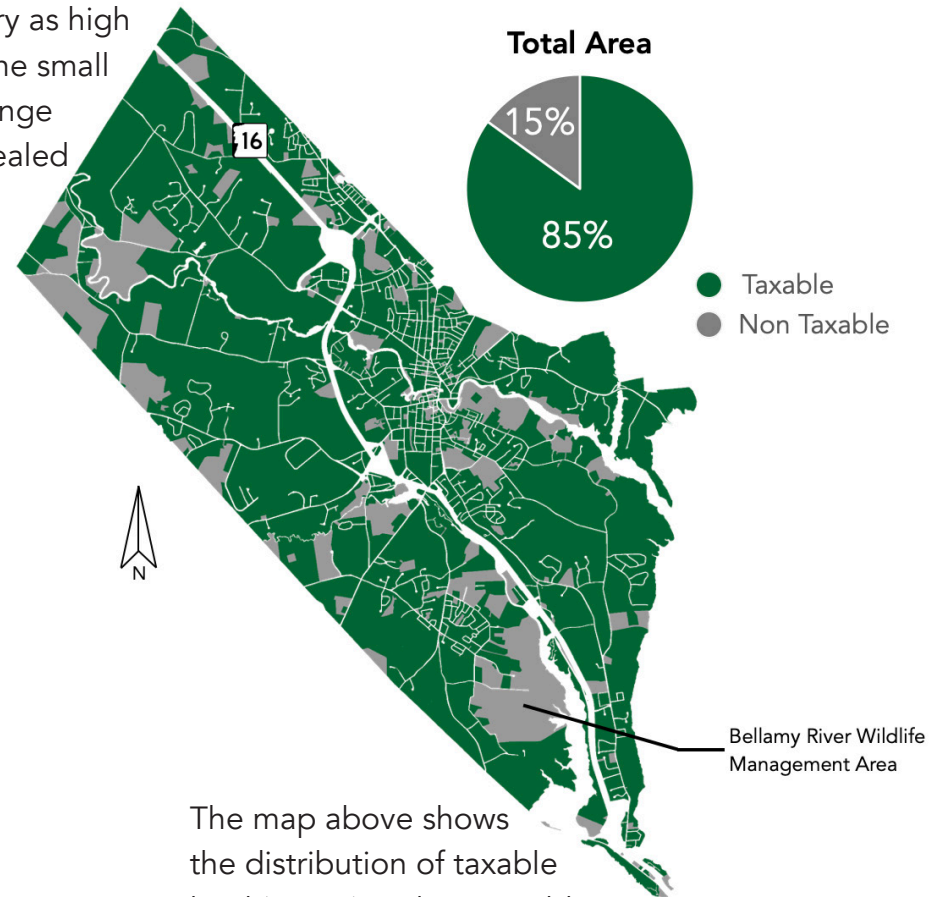 ry as high
ne small
nge
ealed
Total Area
15%
85%
16
Taxable
Non Taxable
N
Bellamy River Wildlife
Management Area
The map above shows
the distribution of taxable